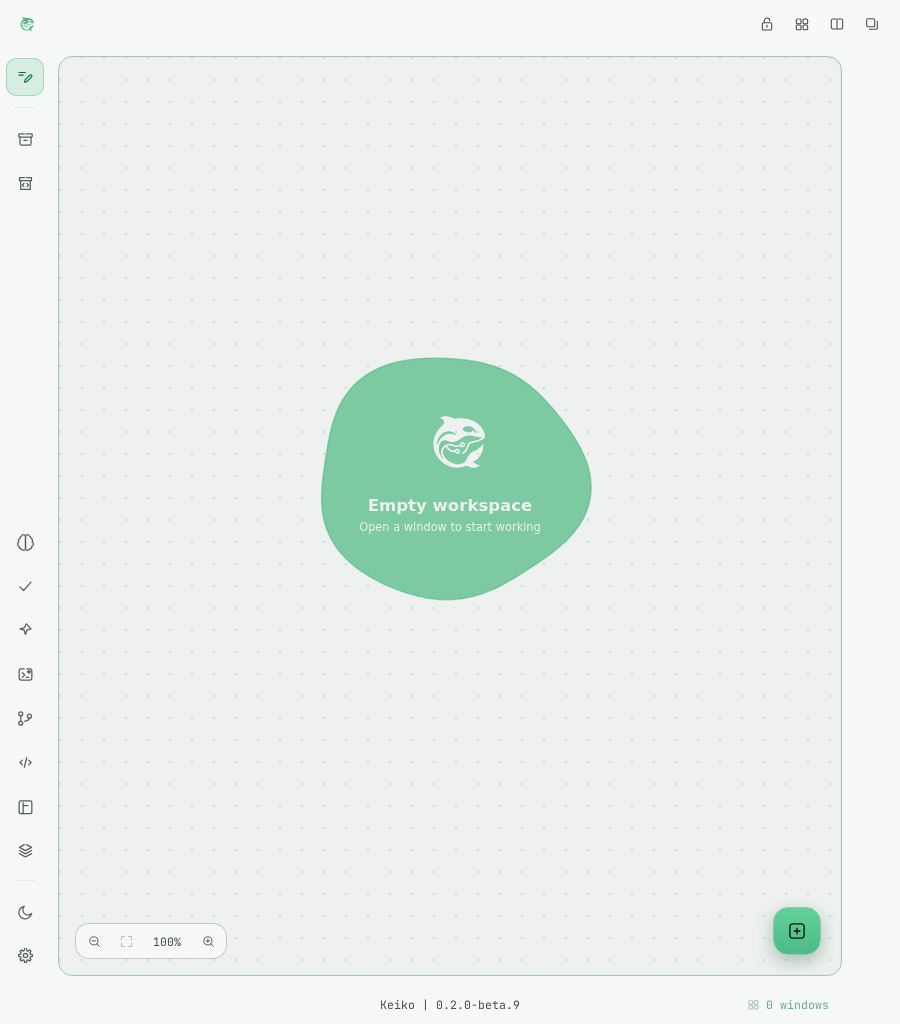 Empty workspace
Open a window to start working
100%
Keiko | 0.2.0-beta.9
0 windows